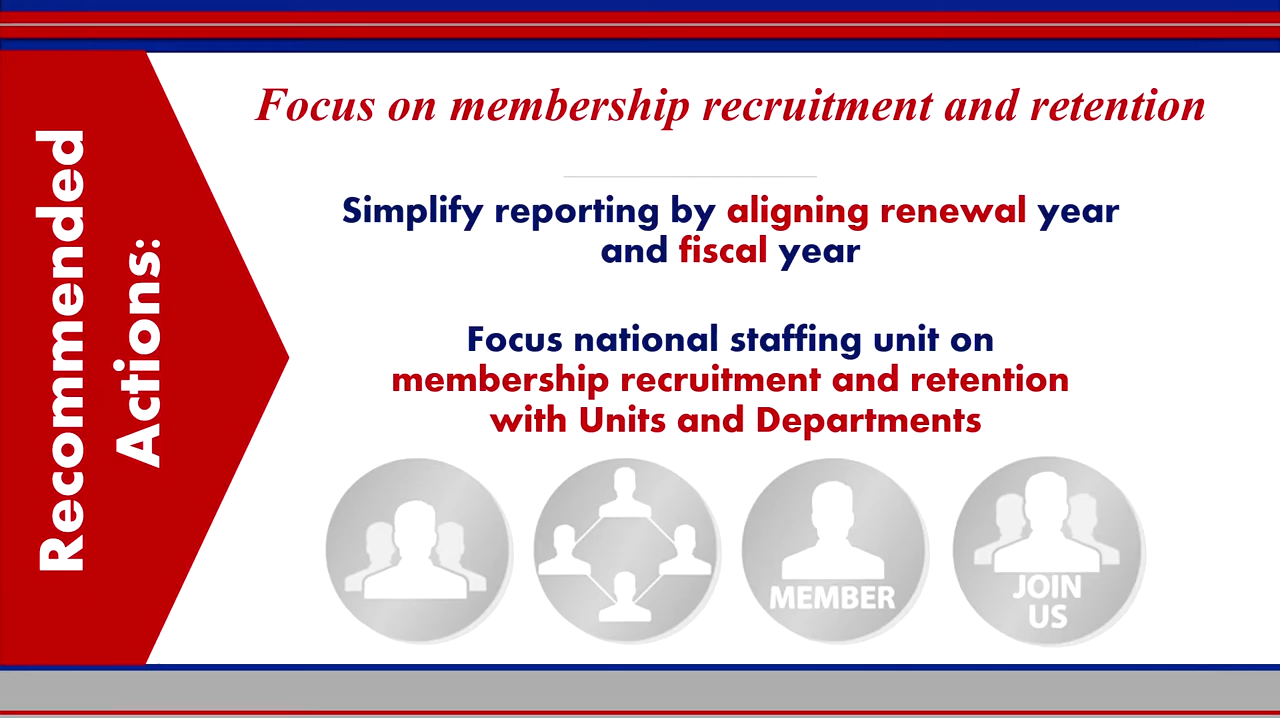 Recommended
Actions:
Focus on membership recruitment and retention
Simplify reporting by aligning renewal year
and fiscal year
Focus national staffing unit on
membership recruitment and retention
with Units and Departments
MEMBER
JOIN
US